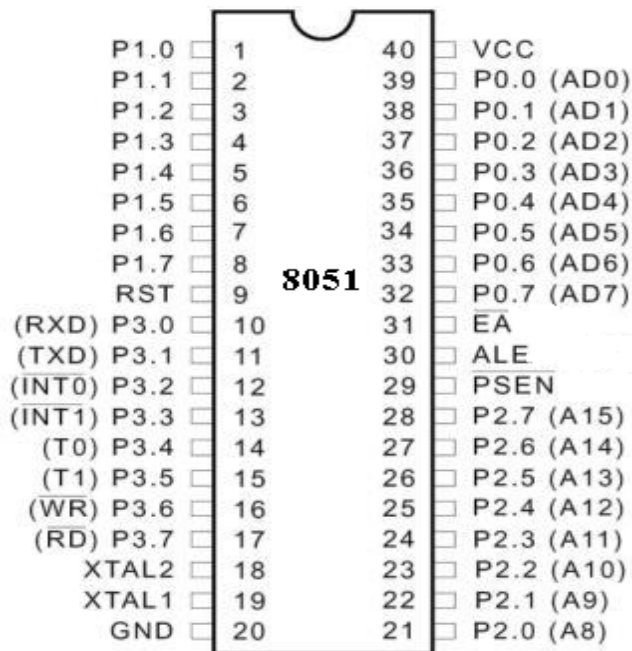 P1.0 1 40 VCC
P1.1 2 39 P0.0 (AD0)
P1.2 3 38 P0.1 (AD1)
P1.3 4 37 P0.2 (AD2)
P1.4 5 36 P0.3 (AD3)
P1.5 6 35 P0.4 (AD4)
P1.6 7 34 P0.5 (AD5)
P1.7 8 33 P0.6 (AD6)
8051
RST 9 32 P0.7 (AD7)
(RXD) P3.0 10 31 E̅A̅
(TXD) P3.1 11 30 ALE
(I̅N̅T̅0̅) P3.2 12 29 P̅S̅E̅N̅
(I̅N̅T̅1̅) P3.3 13 28 P2.7 (A15)
(T0) P3.4 14 27 P2.6 (A14)
(T1) P3.5 15 26 P2.5 (A13)
(W̅R̅) P3.6 16 25 P2.4 (A12)
(R̅D̅) P3.7 17 24 P2.3 (A11)
XTAL2 18 23 P2.2 (A10)
XTAL1 19 22 P2.1 (A9)
GND 20 21 P2.0 (A8)